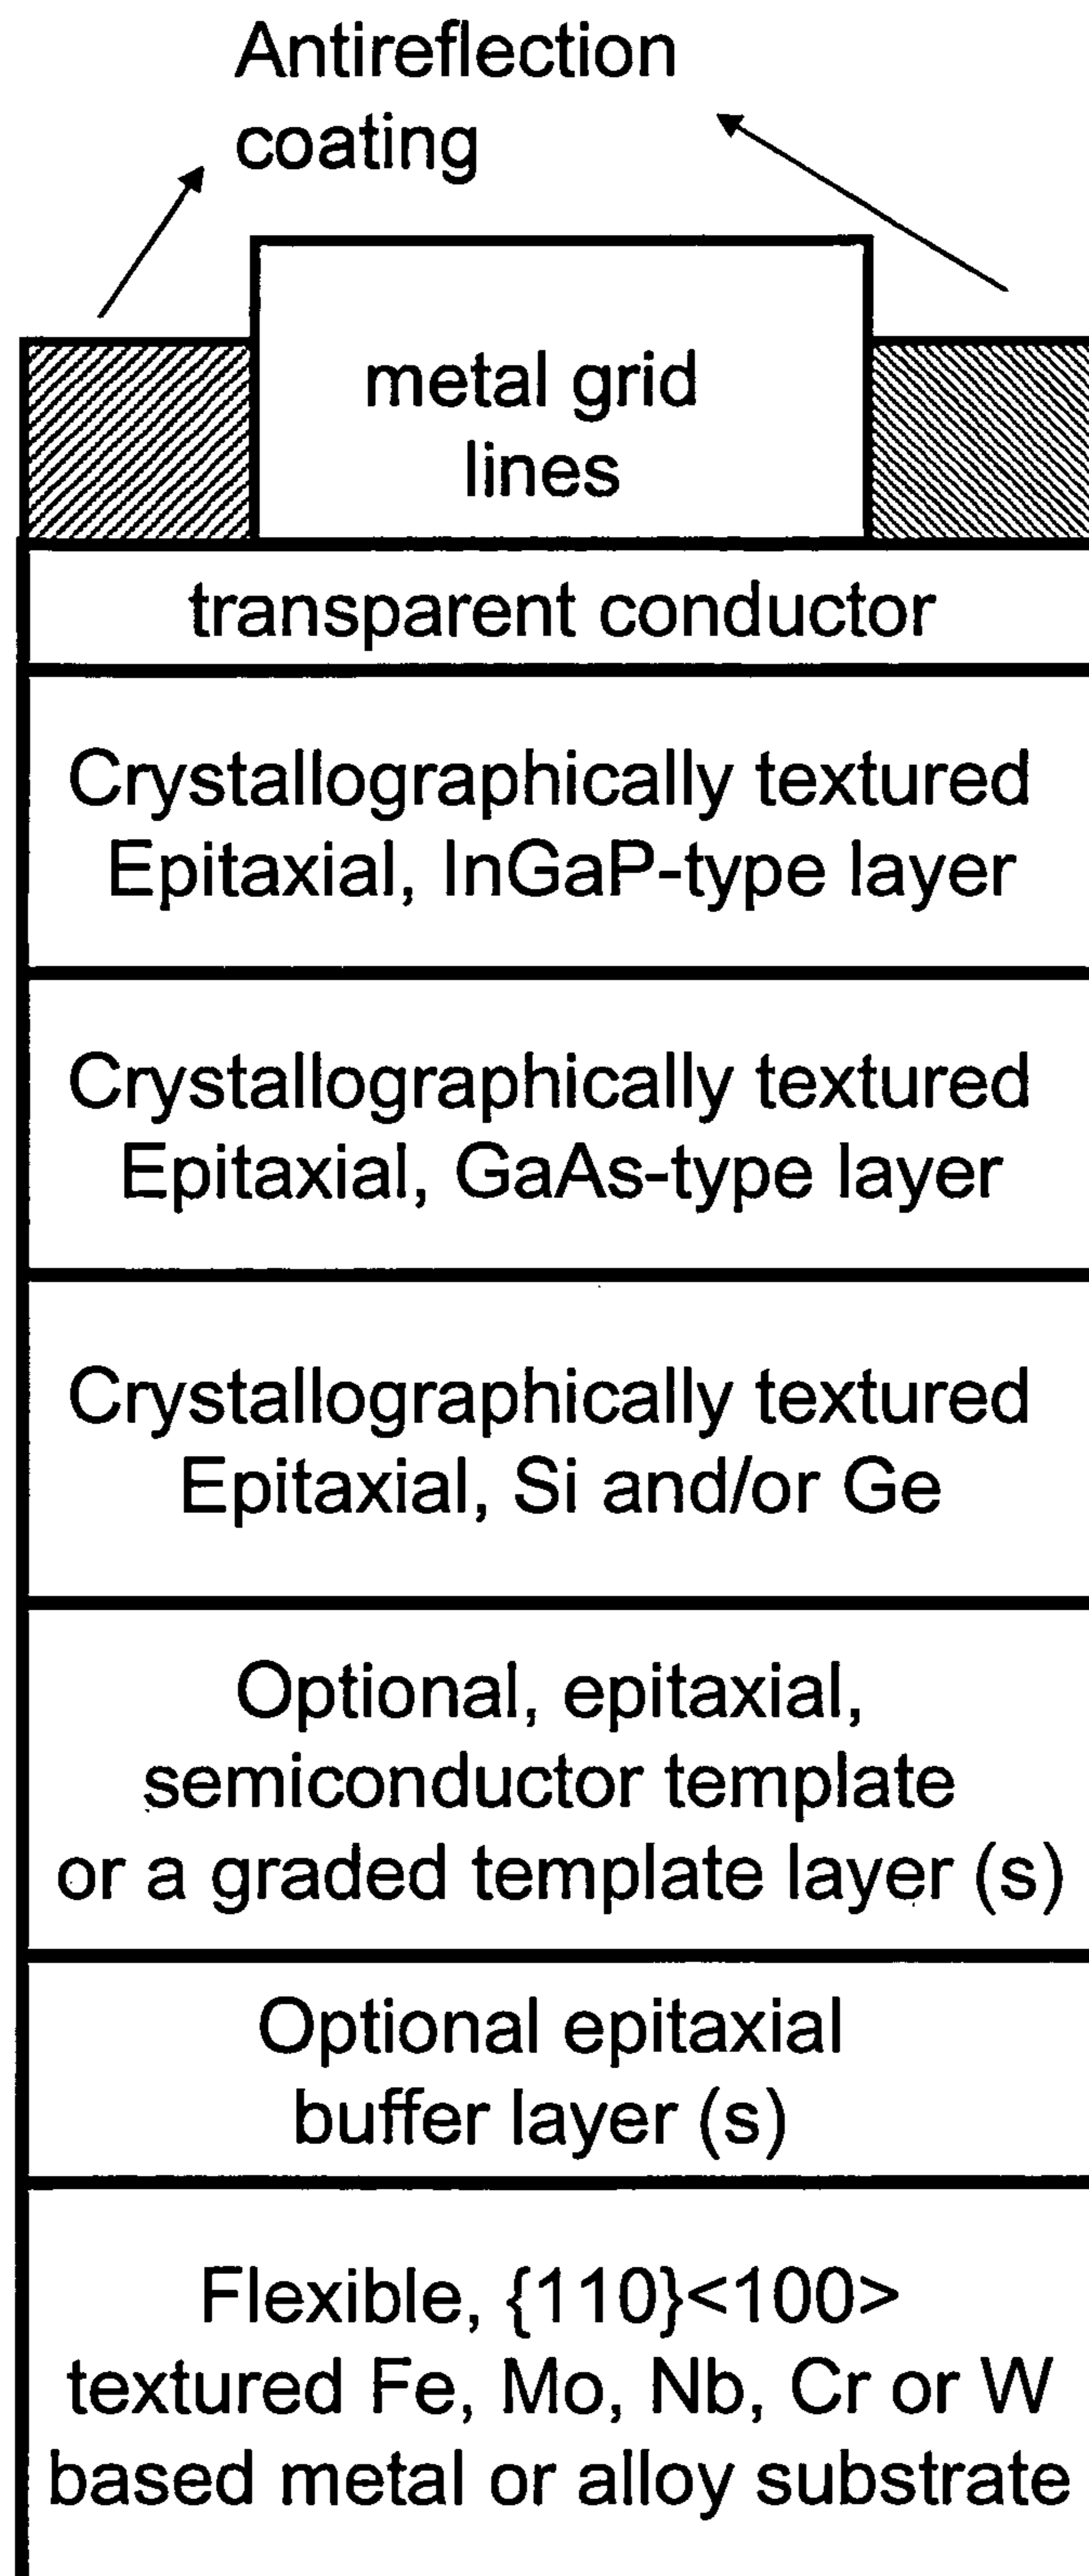 Antireflection
coating
metal grid
lines
transparent conductor
Crystallographically textured
Epitaxial, InGaP-type layer
Crystallographically textured
Epitaxial, GaAs-type layer
Crystallographically textured
Epitaxial, Si and/or Ge
Optional, epitaxial,
semiconductor template
or a graded template layer (s)
Optional epitaxial
buffer layer (s)
Flexible, {110}<100>
textured Fe, Mo, Nb, Cr or W
based metal or alloy substrate